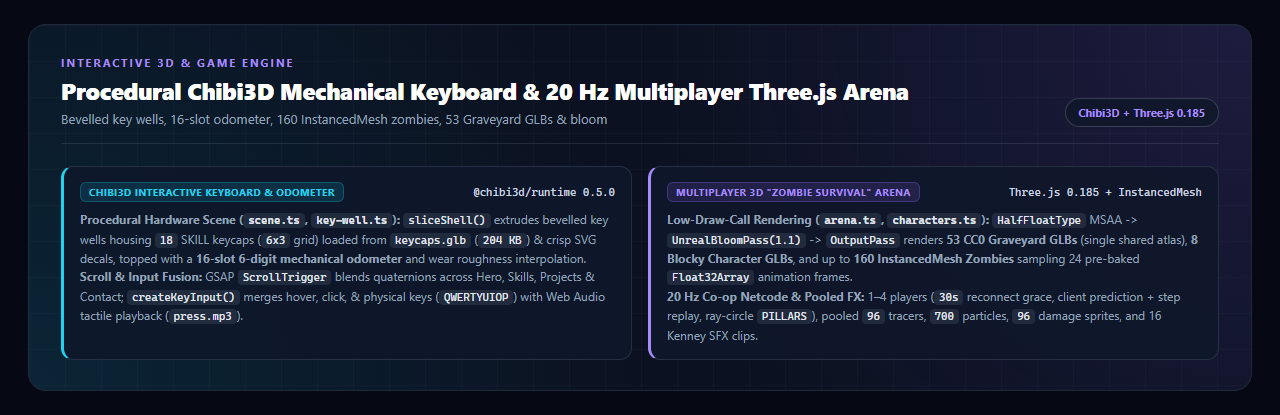 INTERACTIVE 3D & GAME ENGINE
Procedural Chibi3D Mechanical Keyboard & 20 Hz Multiplayer Three.js Arena
Bevelled key wells, 16-slot odometer, 160 InstancedMesh zombies, 53 Graveyard GLBs & bloom
Chibi3D + Three.js 0.185
CHIBI3D INTERACTIVE KEYBOARD & ODOMETER
@chibi3d/runtime 0.5.0
Procedural Hardware Scene (scene.ts, key-well.ts): sliceShell() extrudes bevelled key
wells housing 18 SKILL keycaps (6x3 grid) loaded from keycaps.glb (204 KB) & crisp SVG
decals, topped with a 16-slot 6-digit mechanical odometer and wear roughness interpolation.
Scroll & Input Fusion: GSAP ScrollTrigger blends quaternions across Hero, Skills, Projects &
Contact; createKeyInput() merges hover, click, & physical keys (QWERTYUIOP) with Web Audio
tactile playback (press.mp3).
MULTIPLAYER 3D "ZOMBIE SURVIVAL" ARENA
Three.js 0.185 + InstancedMesh
Low-Draw-Call Rendering (arena.ts, characters.ts): HalfFloatType MSAA ->
UnrealBloomPass(1.1) -> OutputPass renders 53 CC0 Graveyard GLBs (single shared atlas), 8
Blocky Character GLBs, and up to 160 InstancedMesh Zombies sampling 24 pre-baked
Float32Array animation frames.
20 Hz Co-op Netcode & Pooled FX: 1–4 players (30s reconnect grace, client prediction + step
replay, ray-circle PILLARS), pooled 96 tracers, 700 particles, 96 damage sprites, and 16
Kenney SFX clips.